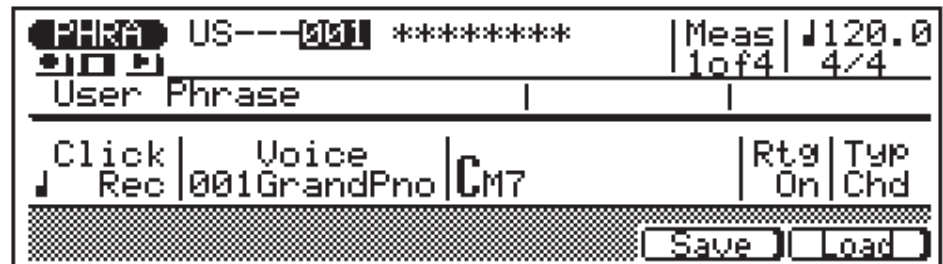 PHRA US---001 ******** Meas ♩120.0
1of4 4/4
User Phrase
Click Voice Rtg Typ
♩ Rec 001GrandPno CM7 On Chd
Save Load